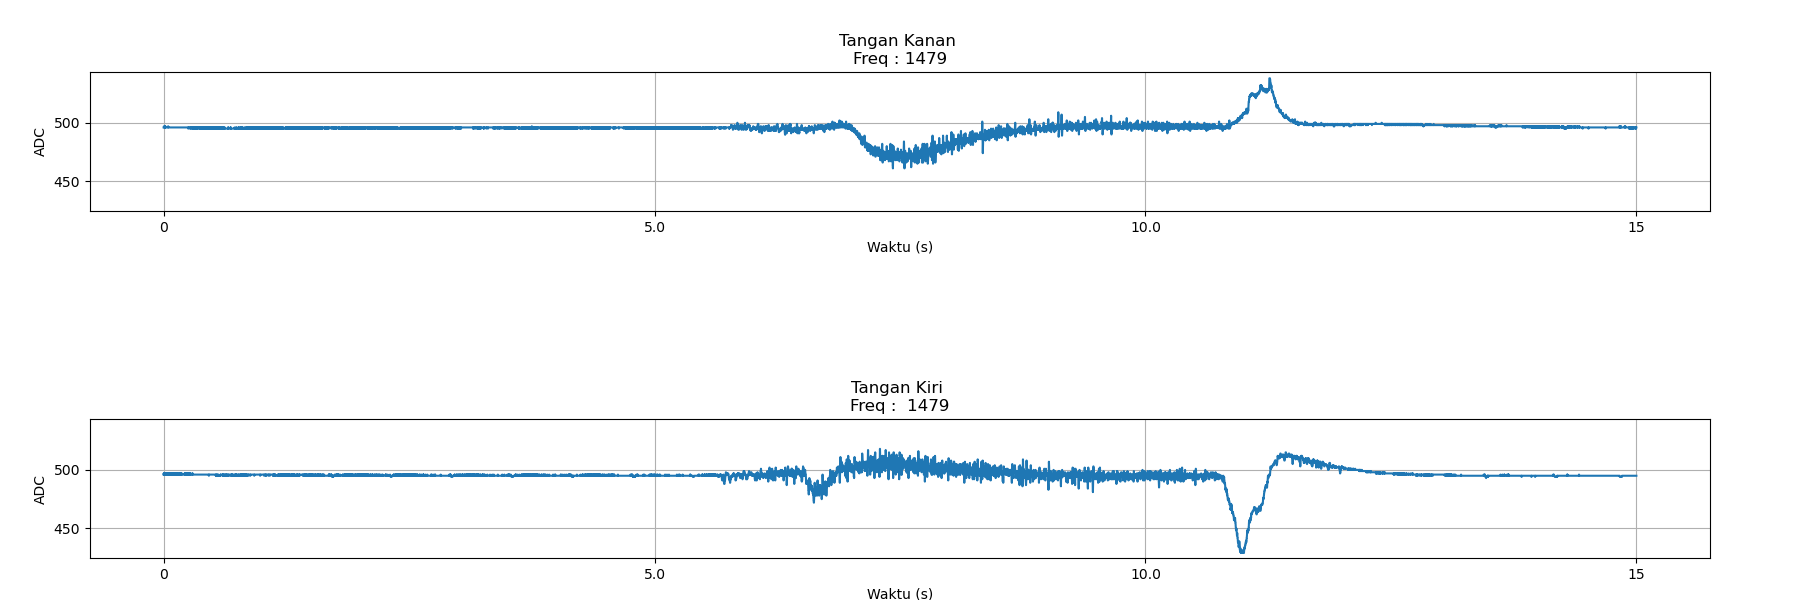 Tangan Kanan
Freq : 1479
ADC
500
450
0 5.0 10.0 15
Waktu (s)
Tangan Kiri
Freq :  1479
ADC
500
450
0 5.0 10.0 15
Waktu (s)